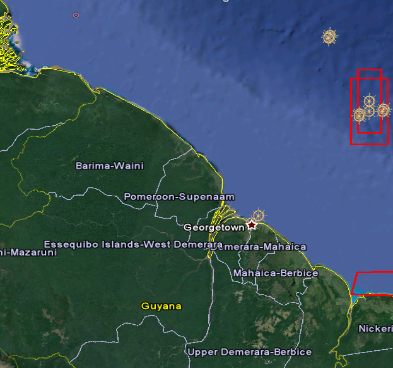 Barima-Waini
Pomeroon-Supenaam
Georgetown
Essequibo Islands-West Demerara
Demerara-Mahaica
ni-Mazaruni
Mahaica-Berbice
Guyana
Nickeri
Upper Demerara-Berbice